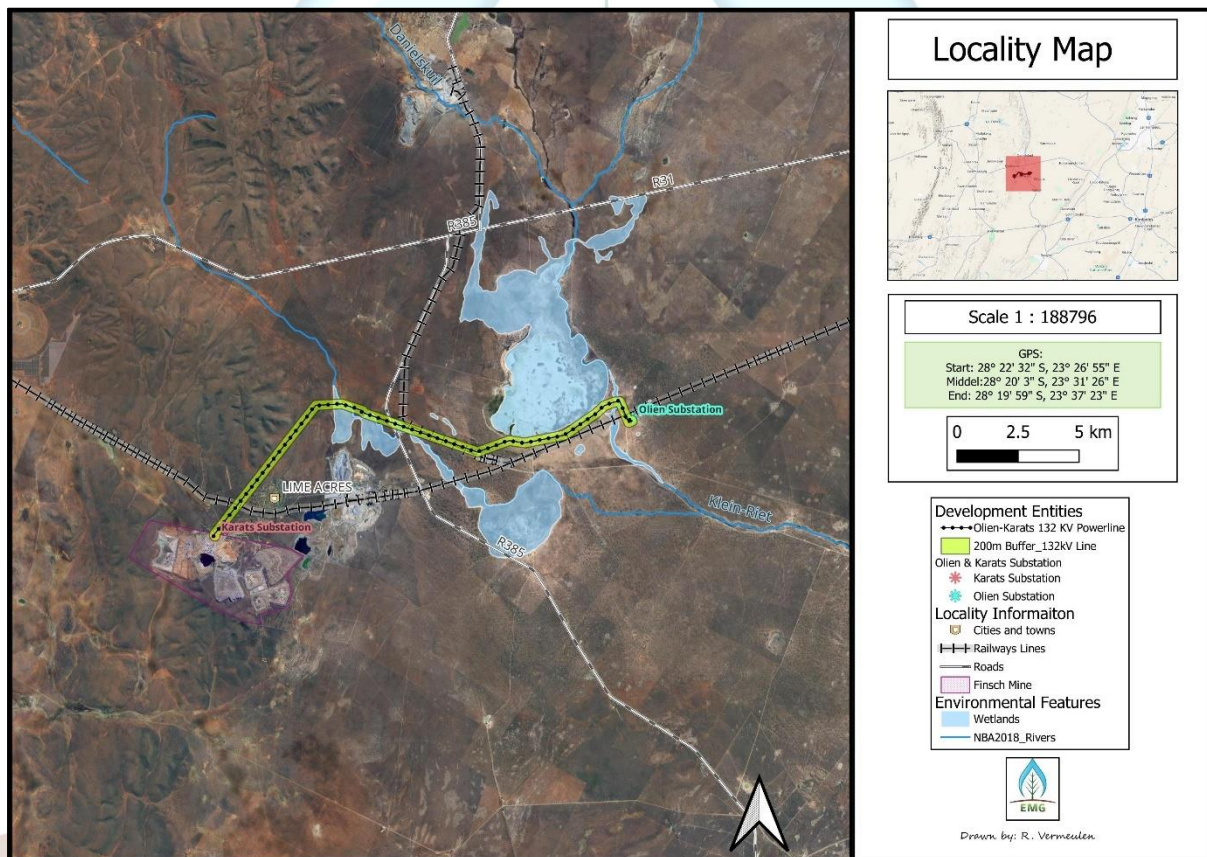 Danielskuil
R31
R385
Olien Substation
LIME ACRES
Karats Substation
Klein-Riet
R385
Locality Map
Scale 1 : 188796
GPS:
Start: 28° 22' 32" S, 23° 26' 55" E
Middel:28° 20' 3" S, 23° 31' 26" E
End: 28° 19' 59" S, 23° 37' 23" E
0 2.5 5 km
Development Entities
Olien-Karats 132 KV Powerline
200m Buffer_132kV Line
Olien & Karats Substation
Karats Substation
Olien Substation
Locality Informaiton
Cities and towns
Railways Lines
Roads
Finsch Mine
Environmental Features
Wetlands
NBA2018_Rivers
EMG
Drawn by: R. Vermeulen